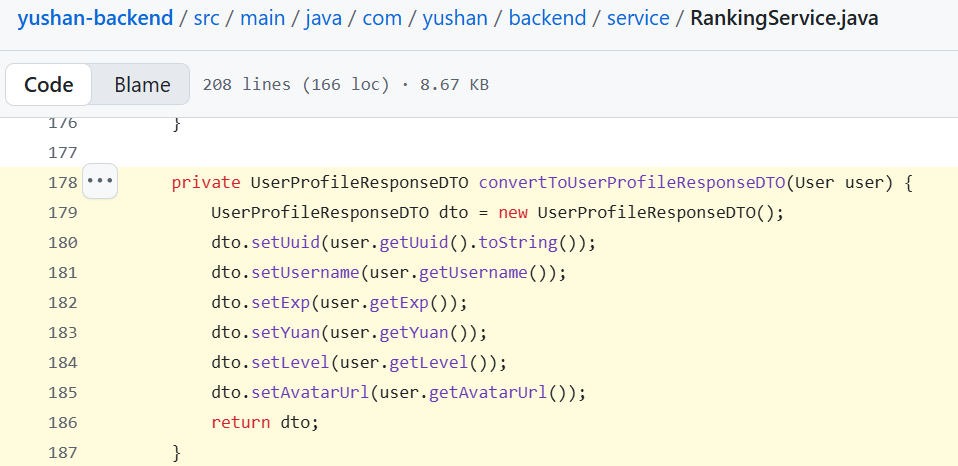 yushan-backend / src / main / java / com / yushan / backend / service / RankingService.java
Code Blame 208 lines (166 loc) · 8.67 KB
176 }
177
178 ••• private UserProfileResponseDTO convertToUserProfileResponseDTO(User user) {
179 UserProfileResponseDTO dto = new UserProfileResponseDTO();
180 dto.setUuid(user.getUuid().toString());
181 dto.setUsername(user.getUsername());
182 dto.setExp(user.getExp());
183 dto.setYuan(user.getYuan());
184 dto.setLevel(user.getLevel());
185 dto.setAvatarUrl(user.getAvatarUrl());
186 return dto;
187 }